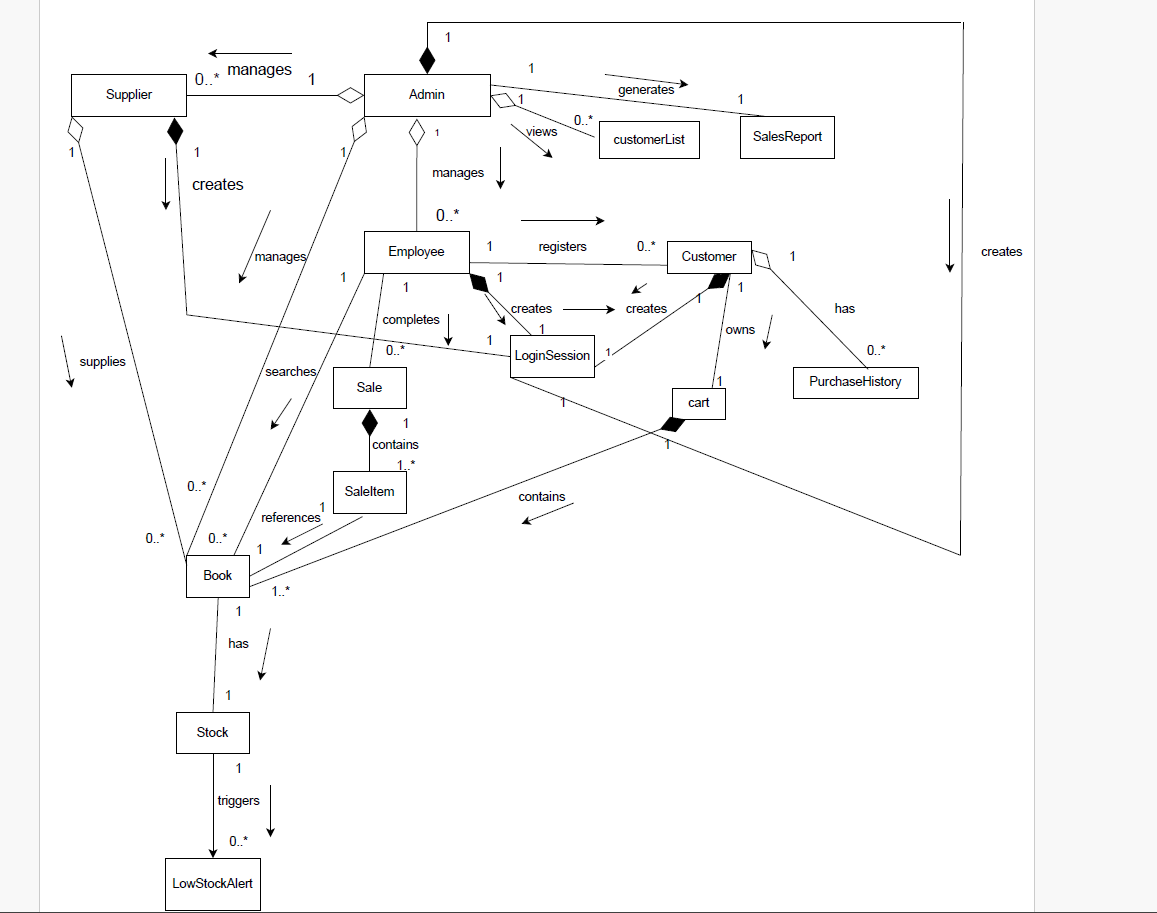 1
manages
0..*
1
Supplier
Admin
1
generates
1
1
0..*
views
customerList
SalesReport
1
1
1
1
creates
manages
0..*
manages
1
registers
0..*
Employee
Customer
1
creates
1
1
1
1
1
completes
creates
creates
has
owns
0..*
1
1
1
LoginSession
0..*
supplies
searches
Sale
1
PurchaseHistory
1
cart
1
contains
1
1..*
SaleItem
0..*
contains
1
references
0..*
0..*
1
Book
1..*
1
has
1
Stock
1
triggers
0..*
LowStockAlert